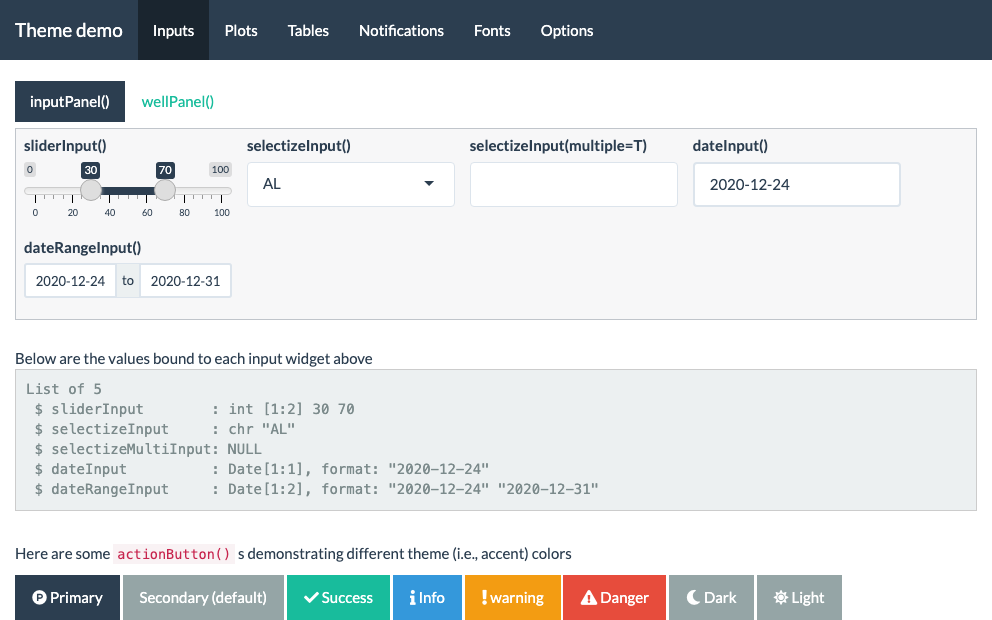 Theme demo Inputs Plots Tables Notifications Fonts Options
inputPanel() wellPanel()
sliderInput() selectizeInput() selectizeInput(multiple=T) dateInput()
0 30 70 100
AL 2020-12-24
0 20 40 60 80 100
dateRangeInput()
2020-12-24 to 2020-12-31
Below are the values bound to each input widget above
List of 5
$ sliderInput : int [1:2] 30 70
$ selectizeInput : chr "AL"
$ selectizeMultiInput: NULL
$ dateInput : Date[1:1], format: "2020-12-24"
$ dateRangeInput : Date[1:2], format: "2020-12-24" "2020-12-31"
Here are some actionButton() s demonstrating different theme (i.e., accent) colors
Primary Secondary (default) Success Info warning Danger Dark Light